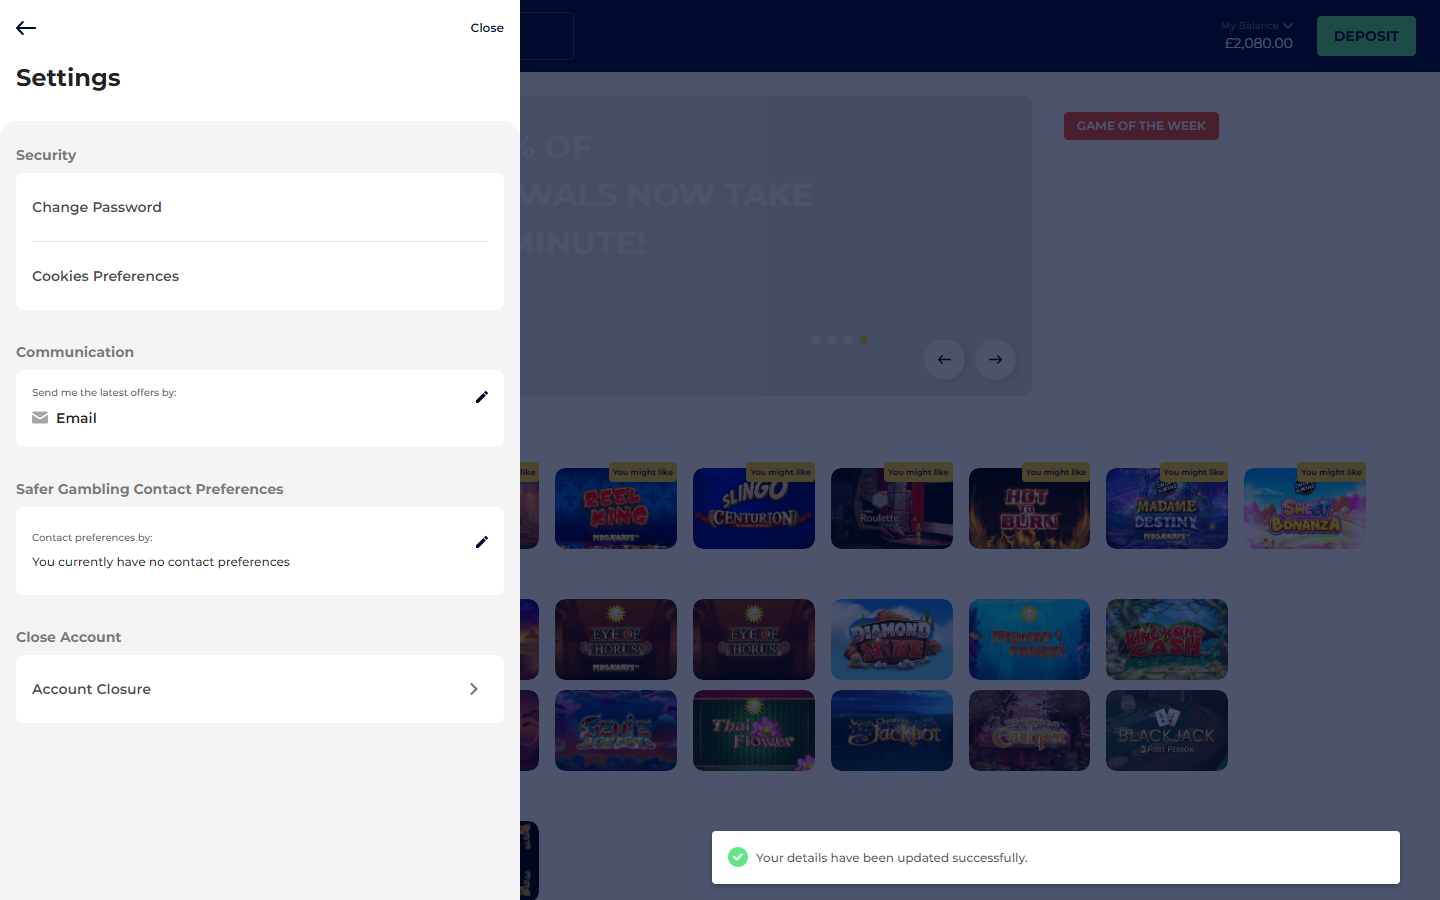 Close
Settings
Security
Change Password
Cookies Preferences
Communication
Send me the latest offers by:
Email
Safer Gambling Contact Preferences
Contact preferences by:
You currently have no contact preferences
Close Account
Account Closure
My Balance
£2,080.00
DEPOSIT
% OF
WALS NOW TAKE
MINUTE!
GAME OF THE WEEK
like
You might like
You might like
You might like
You might like
You might like
You might like
REEL
KING
MEGAWAYS
SLINGO
CENTURION
Roulette
HOT
TO
BURN
MADAME
DESTINY
MEGAWAYS
SWEET
BONANZA
EYE OF
HORUS
MEGAWAYS
EYE OF
HORUS
DIAMOND
MINE
FISHIN'
FRENZY
RING KONG
CASH
GENIE
JACKPOTS
Thai
Flower
Jackpot
BLACKJACK
FIRST PERSON
Your details have been updated successfully.